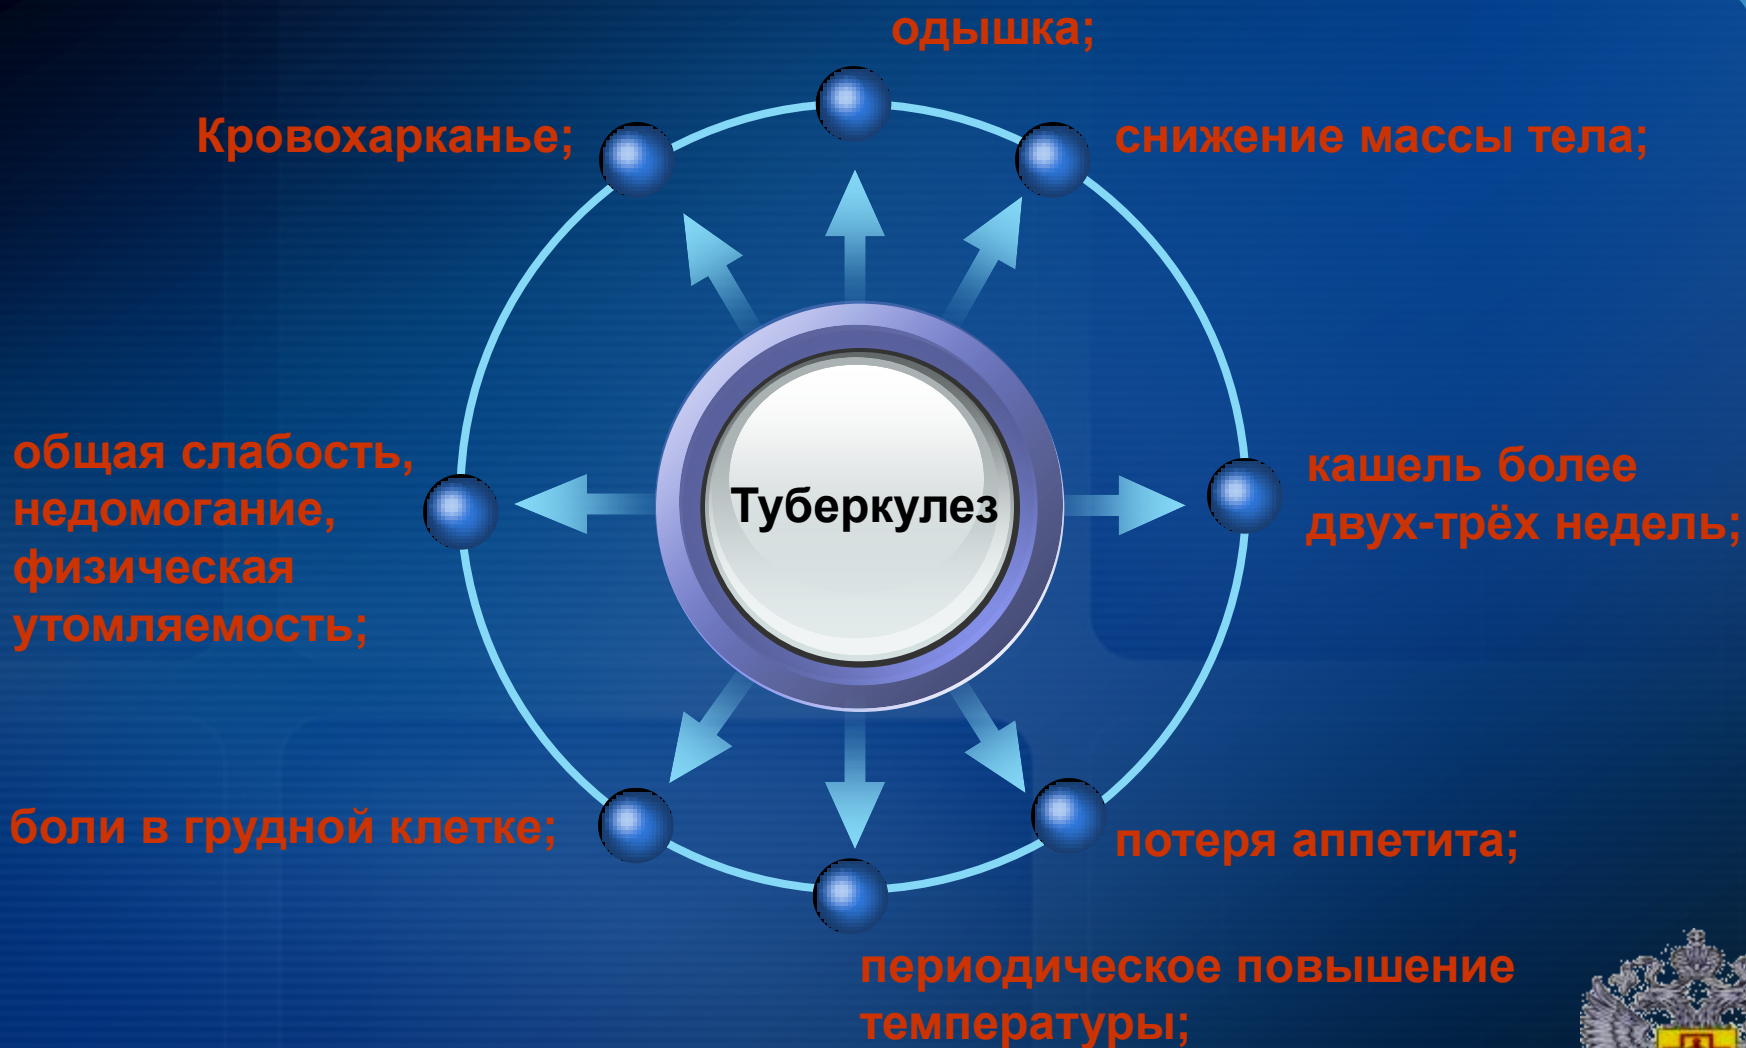 одышка;
Кровохарканье;
снижение массы тела;
общая слабость,
недомогание,
физическая
утомляемость;
Туберкулез
кашель более
двух-трёх недель;
боли в грудной клетке;
потеря аппетита;
периодическое повышение
температуры;